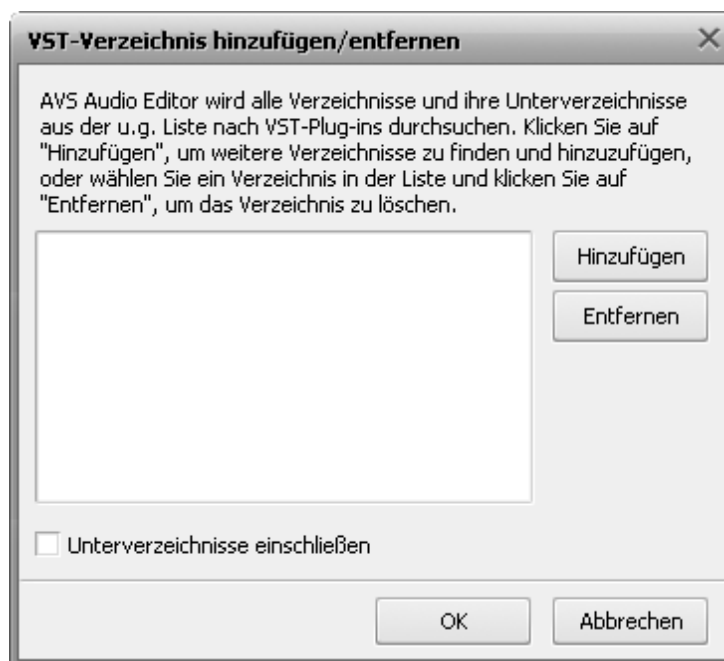 VST-Verzeichnis hinzufügen/entfernen
AVS Audio Editor wird alle Verzeichnisse und ihre Unterverzeichnisse
aus der u.g. Liste nach VST-Plug-ins durchsuchen. Klicken Sie auf
"Hinzufügen", um weitere Verzeichnisse zu finden und hinzuzufügen,
oder wählen Sie ein Verzeichnis in der Liste und klicken Sie auf
"Entfernen", um das Verzeichnis zu löschen.
Hinzufügen
Entfernen
Unterverzeichnisse einschließen
OK
Abbrechen